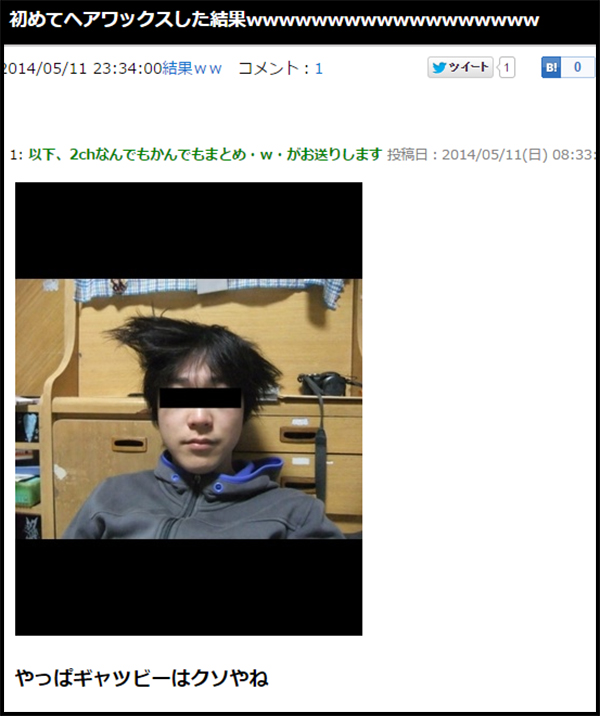 初めてヘアワックスした結果wwwwwwwwwwwwwwwwwww
2014/05/11 23:34:00結果ｗｗ コメント：1
ツイート 1 B! 0
1: 以下、2chなんでもかんでもまとめ・ｗ・がお送りします 投稿日：2014/05/11(日) 08:33:
やっぱギャツビーはクソやね